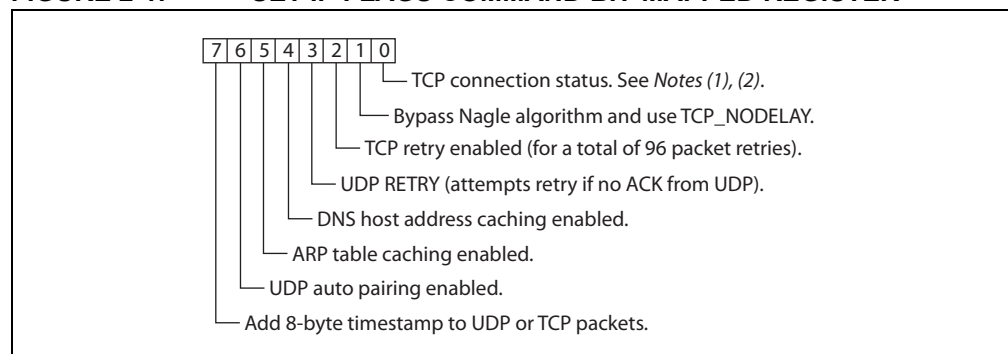 7 6 5 4 3 2 1 0
TCP connection status. See Notes (1), (2).
Bypass Nagle algorithm and use TCP_NODELAY.
TCP retry enabled (for a total of 96 packet retries).
UDP RETRY (attempts retry if no ACK from UDP).
DNS host address caching enabled.
ARP table caching enabled.
UDP auto pairing enabled.
Add 8-byte timestamp to UDP or TCP packets.